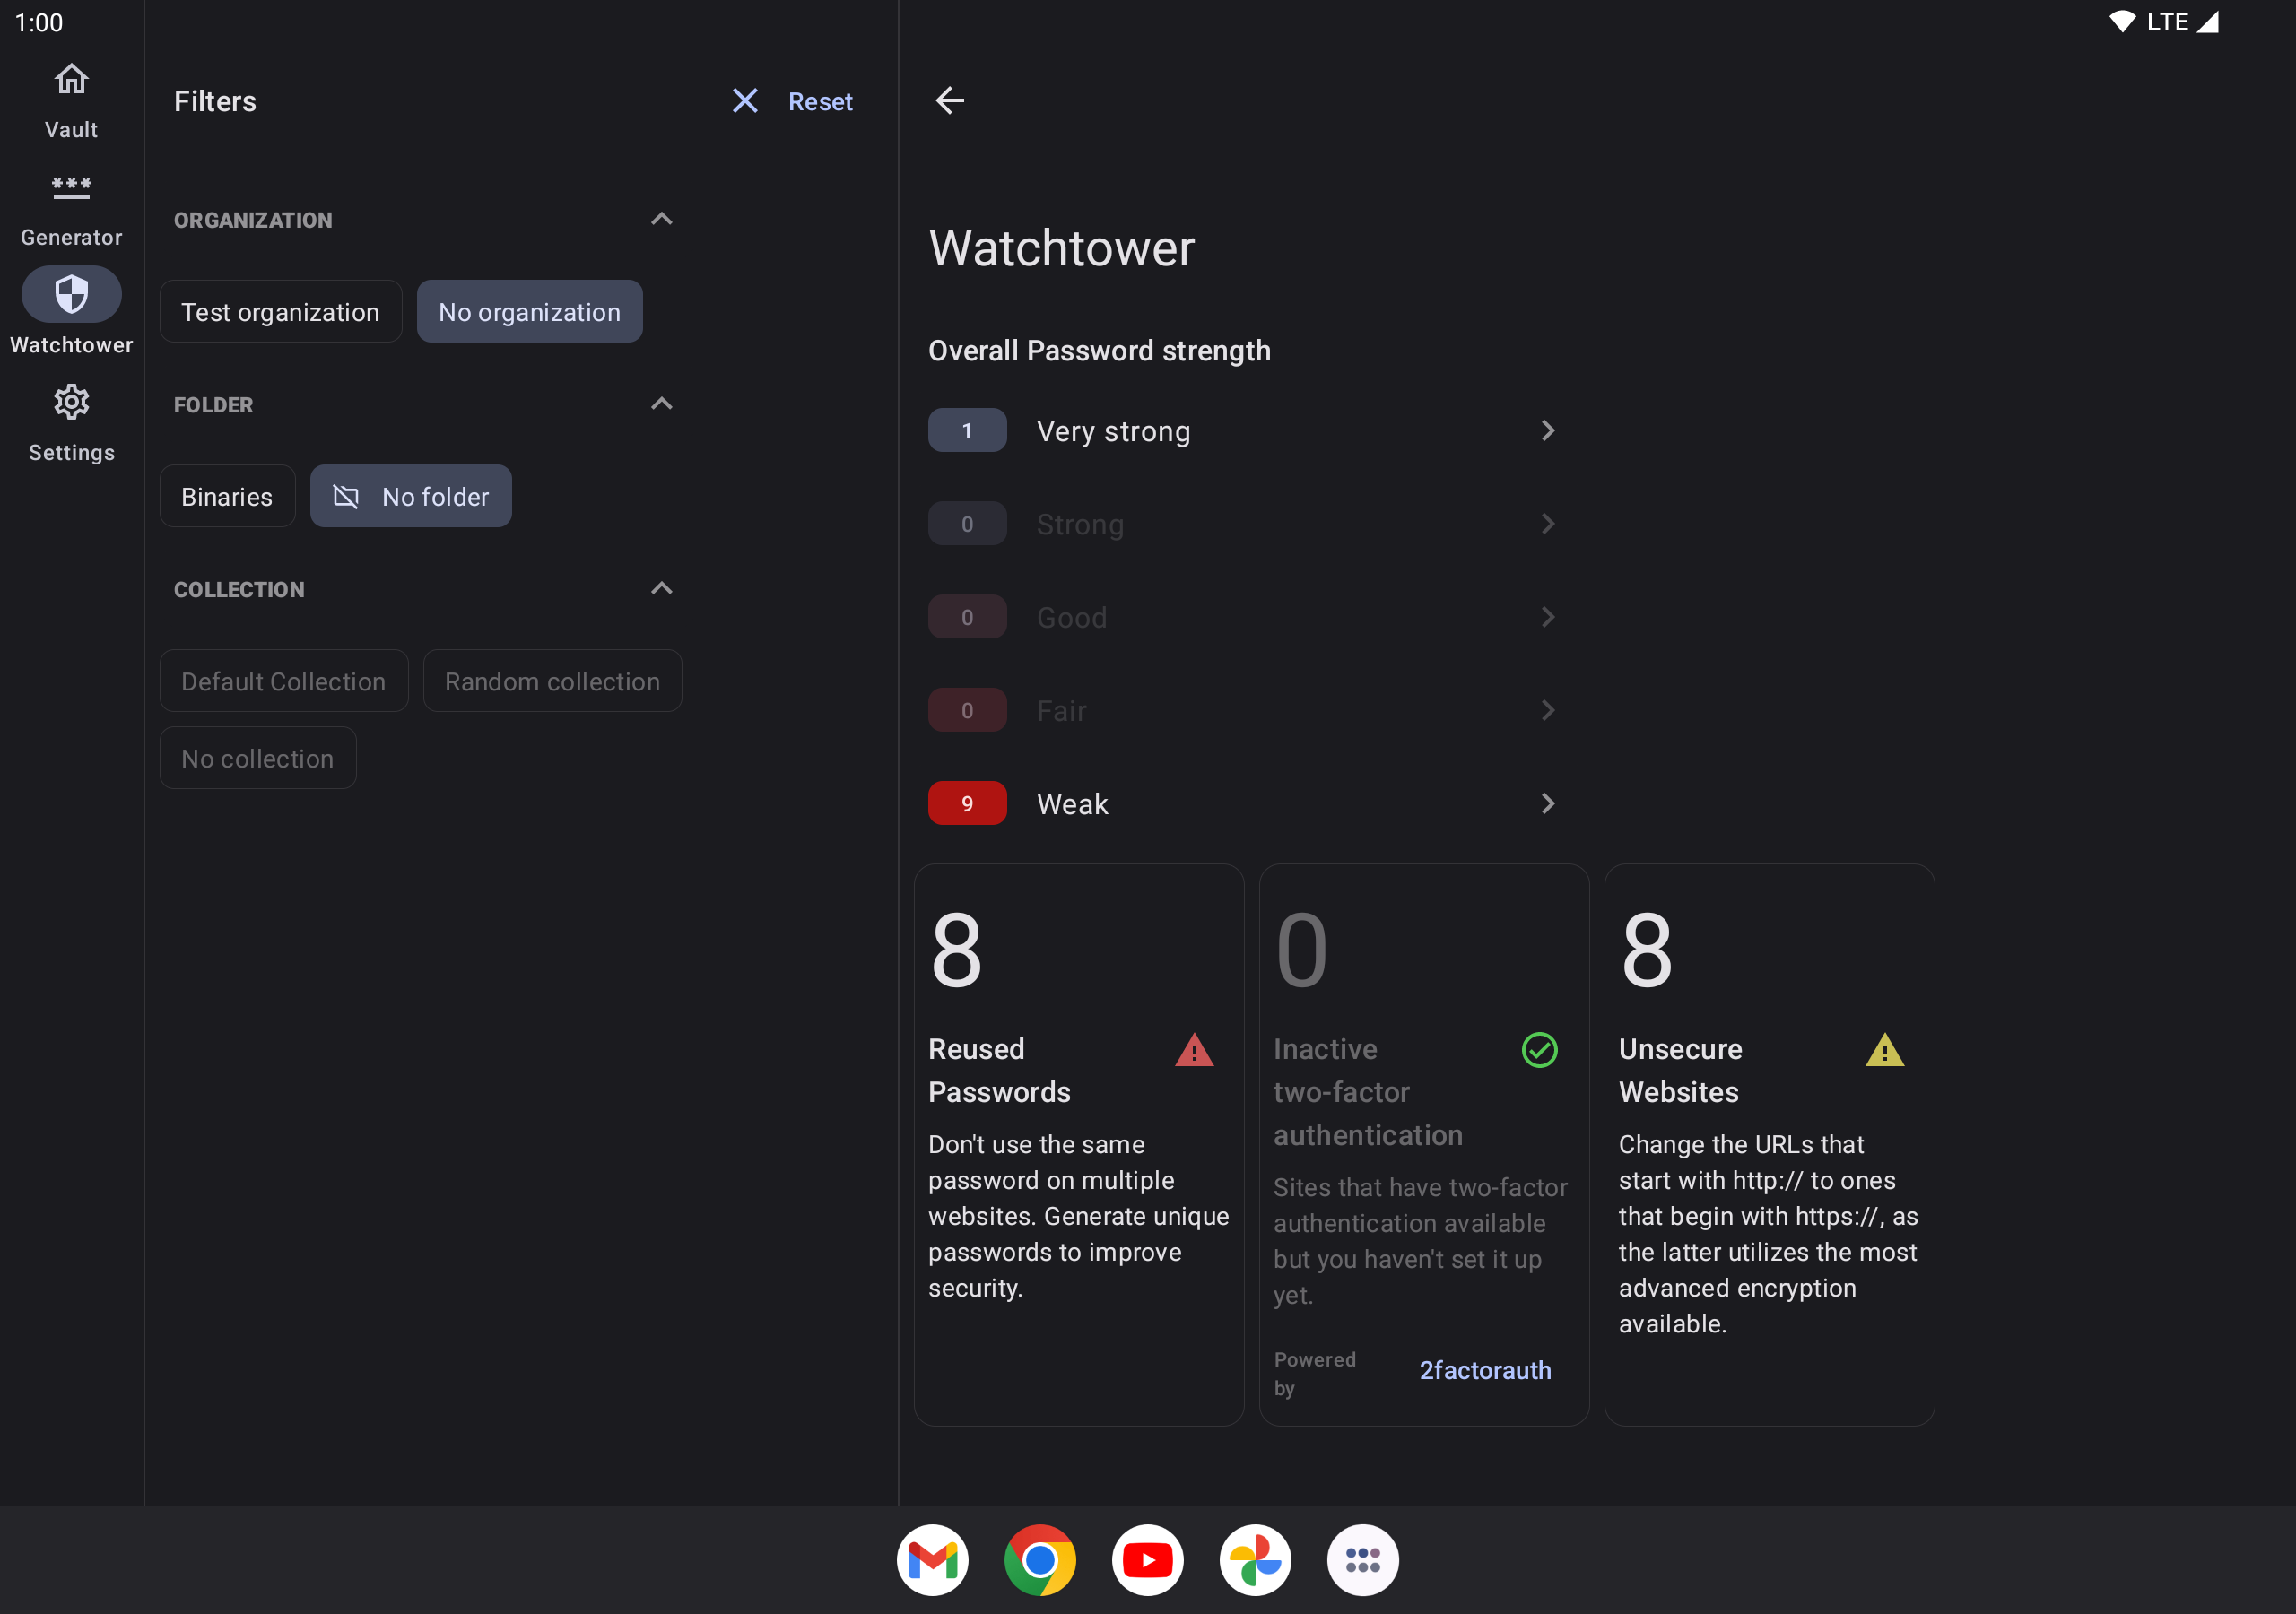 1:00
LTE
Vault
Generator
Watchtower
Settings
Filters
Reset
ORGANIZATION
Test organization
No organization
FOLDER
Binaries
No folder
COLLECTION
Default Collection
Random collection
No collection
Watchtower
Overall Password strength
1 Very strong
0 Strong
0 Good
0 Fair
9 Weak
8
Reused
Passwords
Don't use the same
password on multiple
websites. Generate unique
passwords to improve
security.
0
Inactive
two-factor
authentication
Sites that have two-factor
authentication available
but you haven't set it up
yet.
Powered
by
2factorauth
8
Unsecure
Websites
Change the URLs that
start with http:// to ones
that begin with https://, as
the latter utilizes the most
advanced encryption
available.